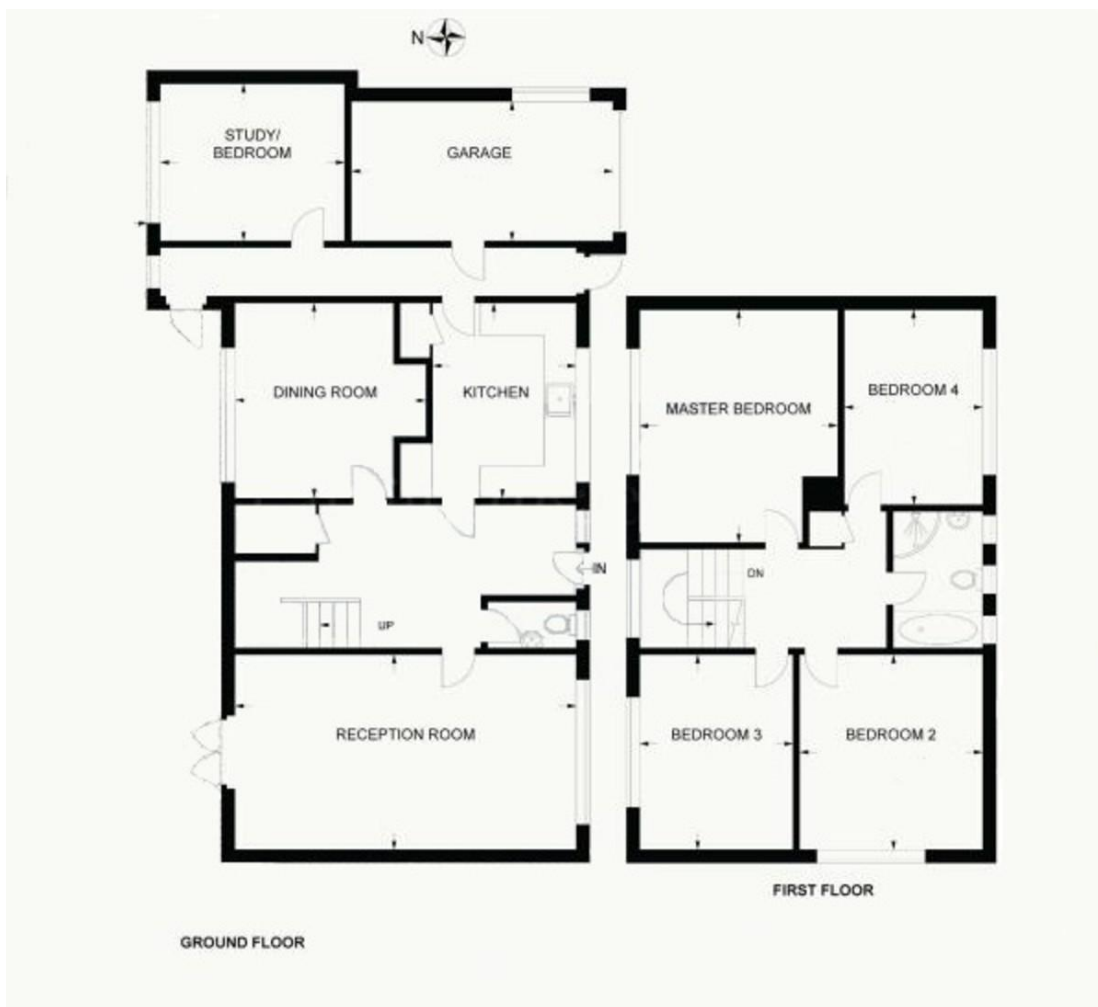 N
STUDY/
BEDROOM
GARAGE
DINING ROOM
KITCHEN
MASTER BEDROOM
BEDROOM 4
IN
DN
UP
RECEPTION ROOM
BEDROOM 3
BEDROOM 2
FIRST FLOOR
GROUND FLOOR